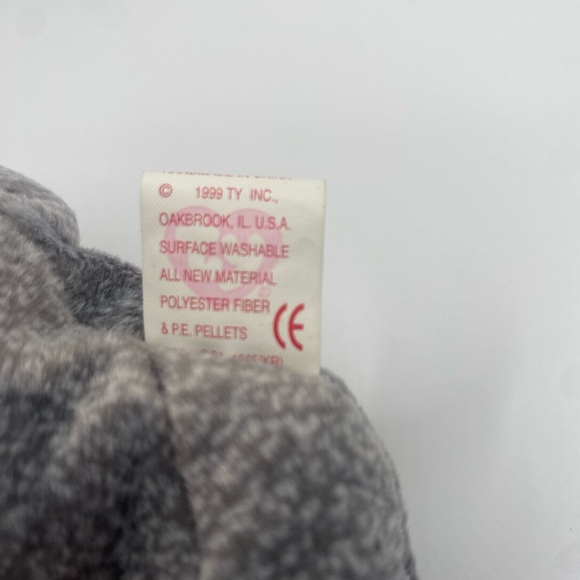 © 1999 TY INC.,
OAKBROOK, IL. U.S.A.
SURFACE WASHABLE
ALL NEW MATERIAL
POLYESTER FIBER
& P.E. PELLETS
CE